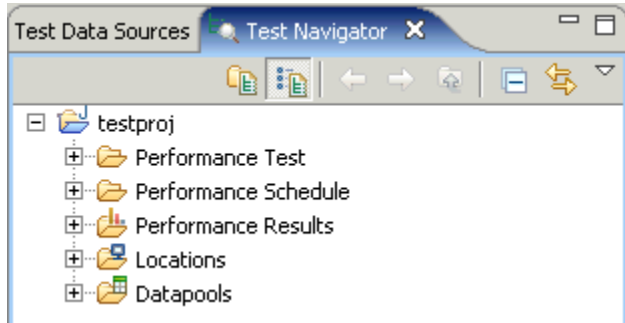 Test Data Sources Test Navigator
testproj
Performance Test
Performance Schedule
Performance Results
Locations
Datapools